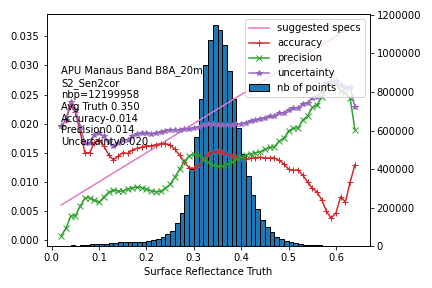 suggested specs
accuracy
precision
uncertainty
nb of points
APU Manaus Band B8A_20m
S2_Sen2cor
nbp=12199958
Avg Truth 0.350
Accuracy-0.014
Precision0.014
Uncertainty0.020
0.035
0.030
0.025
0.020
0.015
0.010
0.005
0.000
1200000
1000000
800000
600000
400000
200000
0
0.0 0.1 0.2 0.3 0.4 0.5 0.6
Surface Reflectance Truth